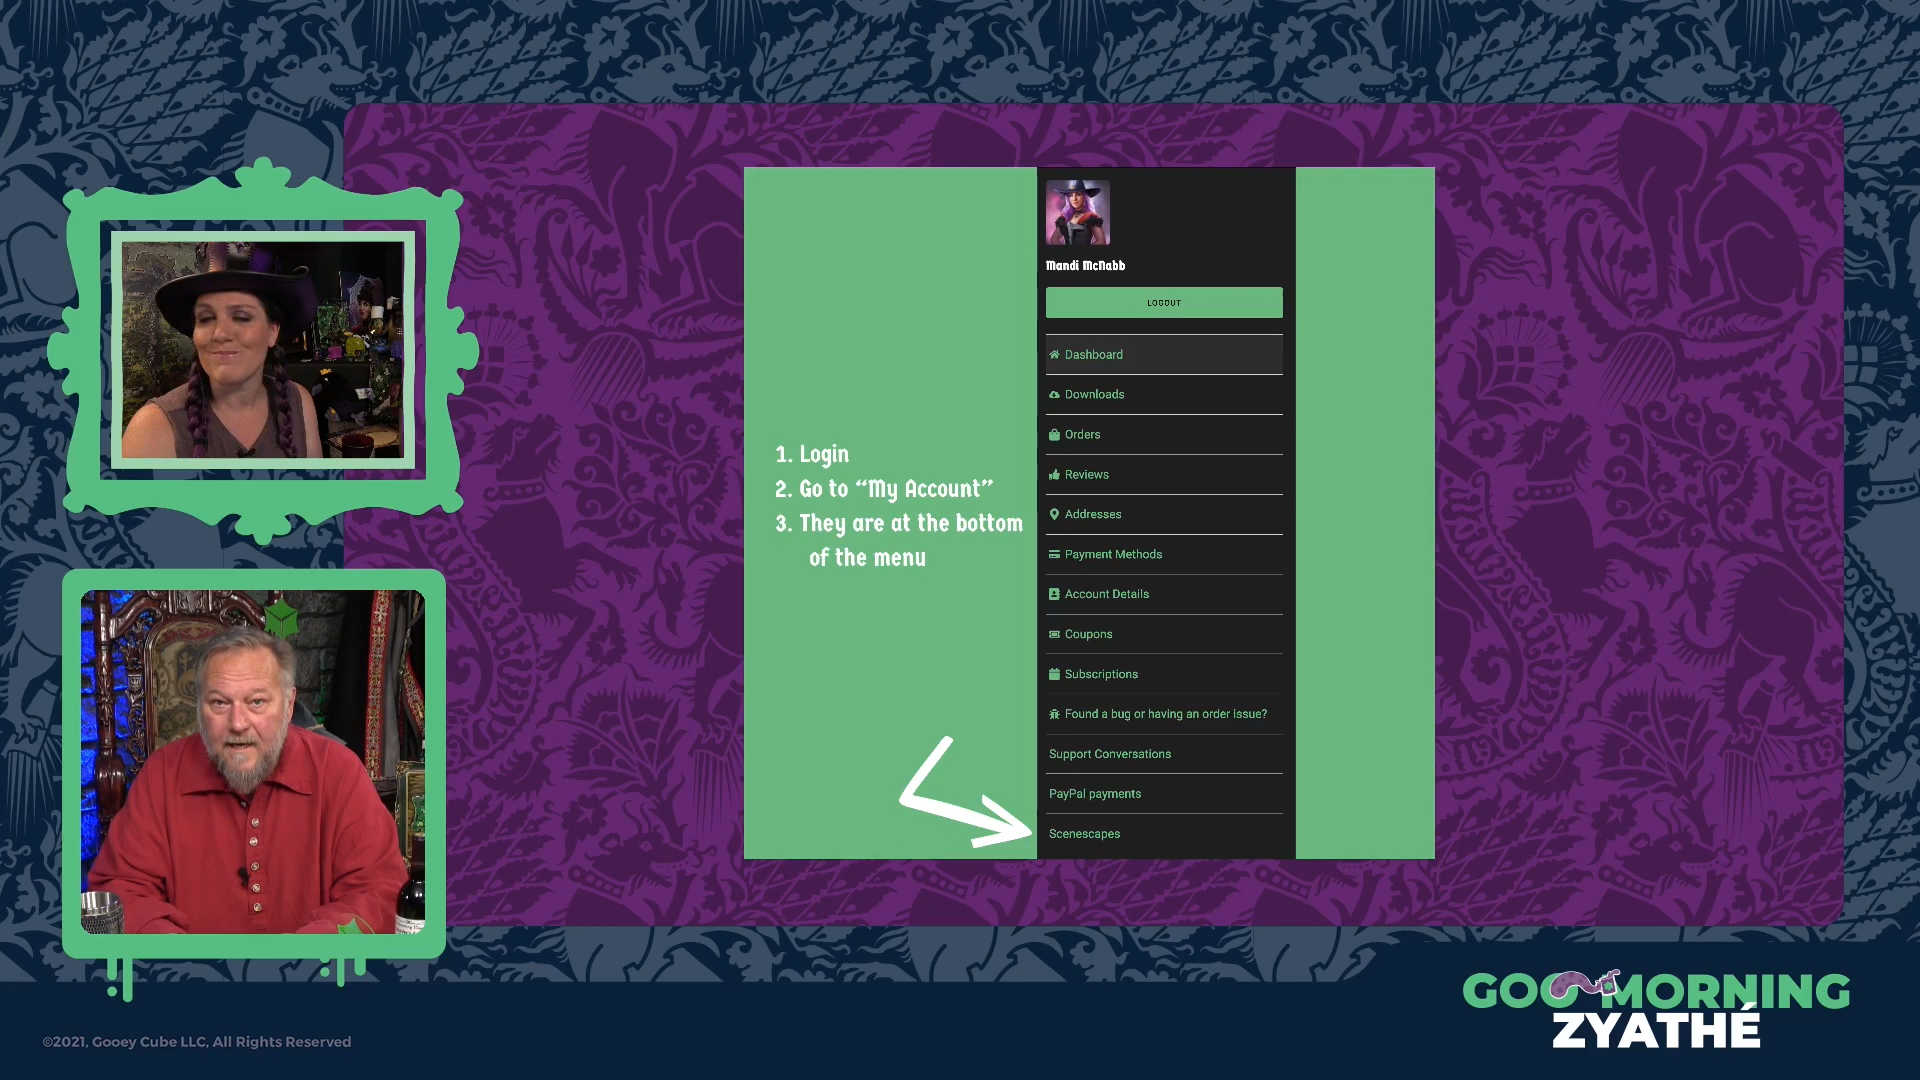 1. Login
2. Go to “My Account”
3. They are at the bottom
of the menu
Mandi McNabb
LOGOUT
Dashboard
Downloads
Orders
Reviews
Addresses
Payment Methods
Account Details
Coupons
Subscriptions
Found a bug or having an order issue?
Support Conversations
PayPal payments
Scenescapes
GOO MORNING
ZYATHÉ
©2021, Gooey Cube LLC, All Rights Reserved